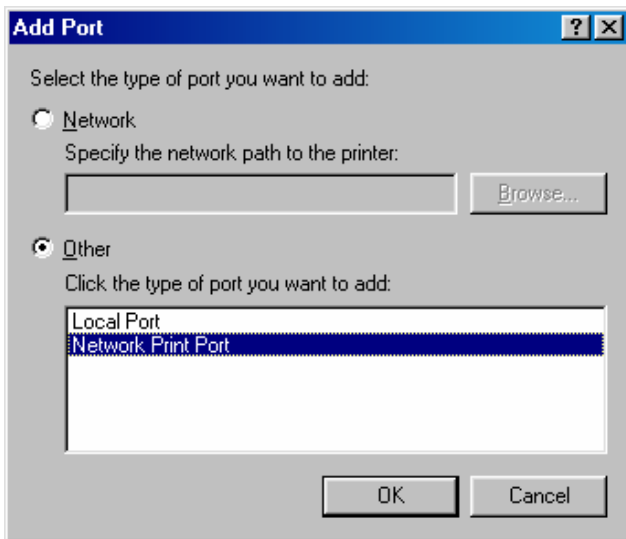 Add Port
Select the type of port you want to add:
Network
Specify the network path to the printer:
Browse...
Other
Click the type of port you want to add:
Local Port
Network Print Port
OK Cancel